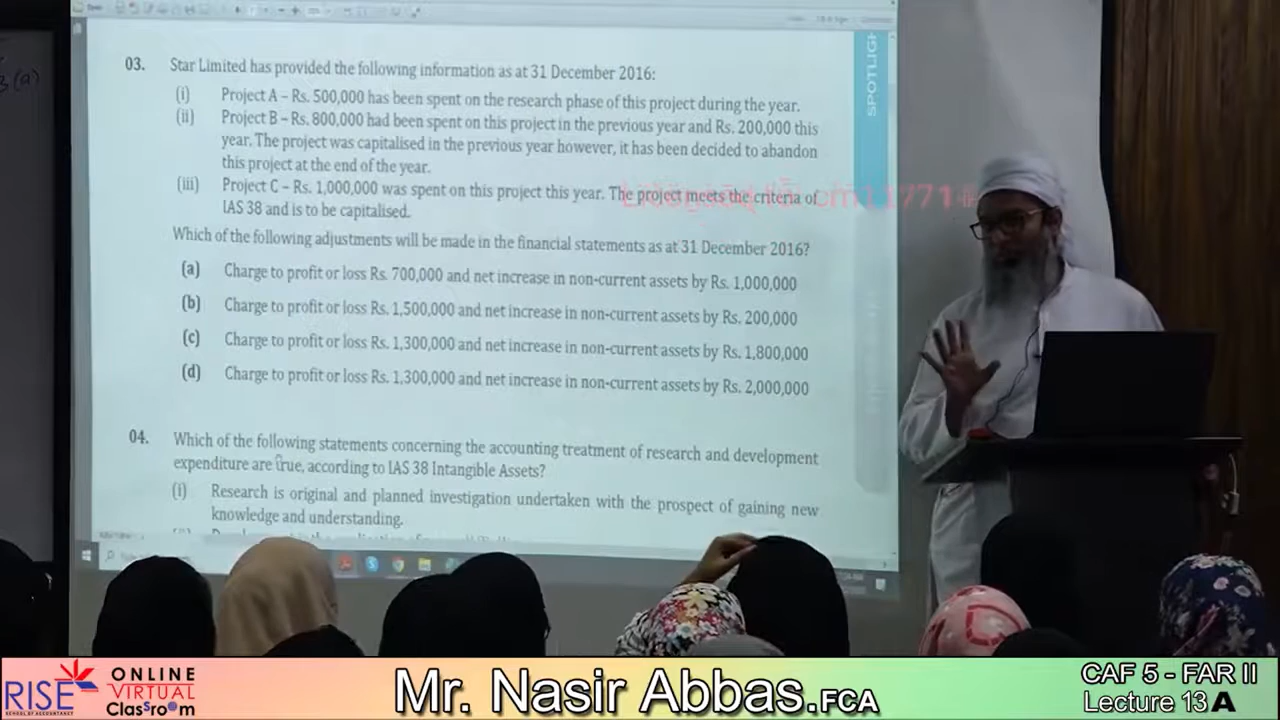 3 (a)
SPOTLIGH
03. Star Limited has provided the following information as at 31 December 2016:
(i) Project A – Rs. 500,000 has been spent on the research phase of this project during the year.
(ii) Project B – Rs. 800,000 had been spent on this project in the previous year and Rs. 200,000 this
year. The project was capitalised in the previous year however, it has been decided to abandon
this project at the end of the year.
(iii) Project C – Rs. 1,000,000 was spent on this project this year. The project meets the criteria of
IAS 38 and is to be capitalised.
Which of the following adjustments will be made in the financial statements as at 31 December 2016?
(a) Charge to profit or loss Rs. 700,000 and net increase in non-current assets by Rs. 1,000,000
(b) Charge to profit or loss Rs. 1,500,000 and net increase in non-current assets by Rs. 200,000
(c) Charge to profit or loss Rs. 1,300,000 and net increase in non-current assets by Rs. 1,800,000
(d) Charge to profit or loss Rs. 1,300,000 and net increase in non-current assets by Rs. 2,000,000
04. Which of the following statements concerning the accounting treatment of research and development
expenditure are true, according to IAS 38 Intangible Assets?
(i) Research is original and planned investigation undertaken with the prospect of gaining new
knowledge and understanding.
RISE
SCHOOL OF ACCOUNTANCY
ONLINE
VIRTUAL
ClasSro@m
Mr. Nasir Abbas.FCA
CAF 5 - FAR II
Lecture 13 A